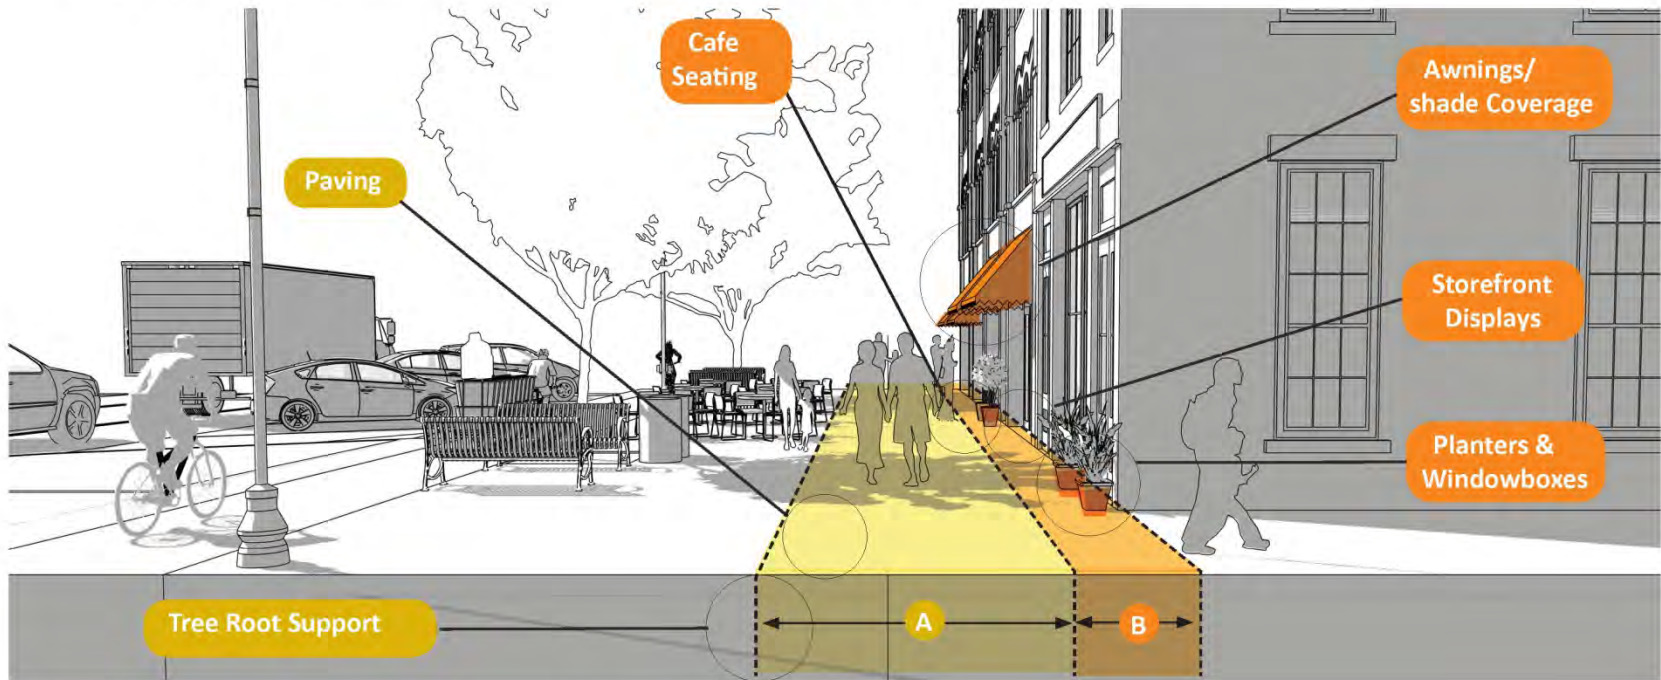 Cafe
Seating
Awnings/
shade Coverage
Paving
Storefront
Displays
Planters &
Windowboxes
Tree Root Support
A
B